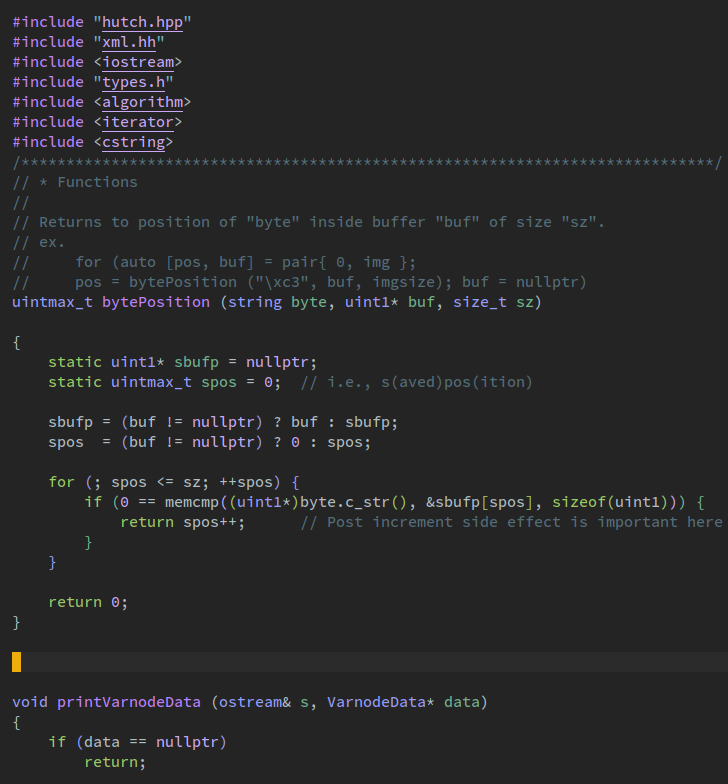 #include "hutch.hpp"
#include "xml.hh"
#include <iostream>
#include "types.h"
#include <algorithm>
#include <iterator>
#include <cstring>
/*****************************************************************************/
// * Functions
//
// Returns to position of "byte" inside buffer "buf" of size "sz".
// ex.
//     for (auto [pos, buf] = pair{ 0, img };
//     pos = bytePosition ("\xc3", buf, imgsize); buf = nullptr)
uintmax_t bytePosition (string byte, uint1* buf, size_t sz)
{
    static uint1* sbufp = nullptr;
    static uintmax_t spos = 0;  // i.e., s(aved)pos(ition)
    sbufp = (buf != nullptr) ? buf : sbufp;
    spos  = (buf != nullptr) ? 0 : spos;
    for (; spos <= sz; ++spos) {
        if (0 == memcmp((uint1*)byte.c_str(), &sbufp[spos], sizeof(uint1))) {
            return spos++;      // Post increment side effect is important here
        }
    }
    return 0;
}
void printVarnodeData (ostream& s, VarnodeData* data)
{
    if (data == nullptr)
        return;